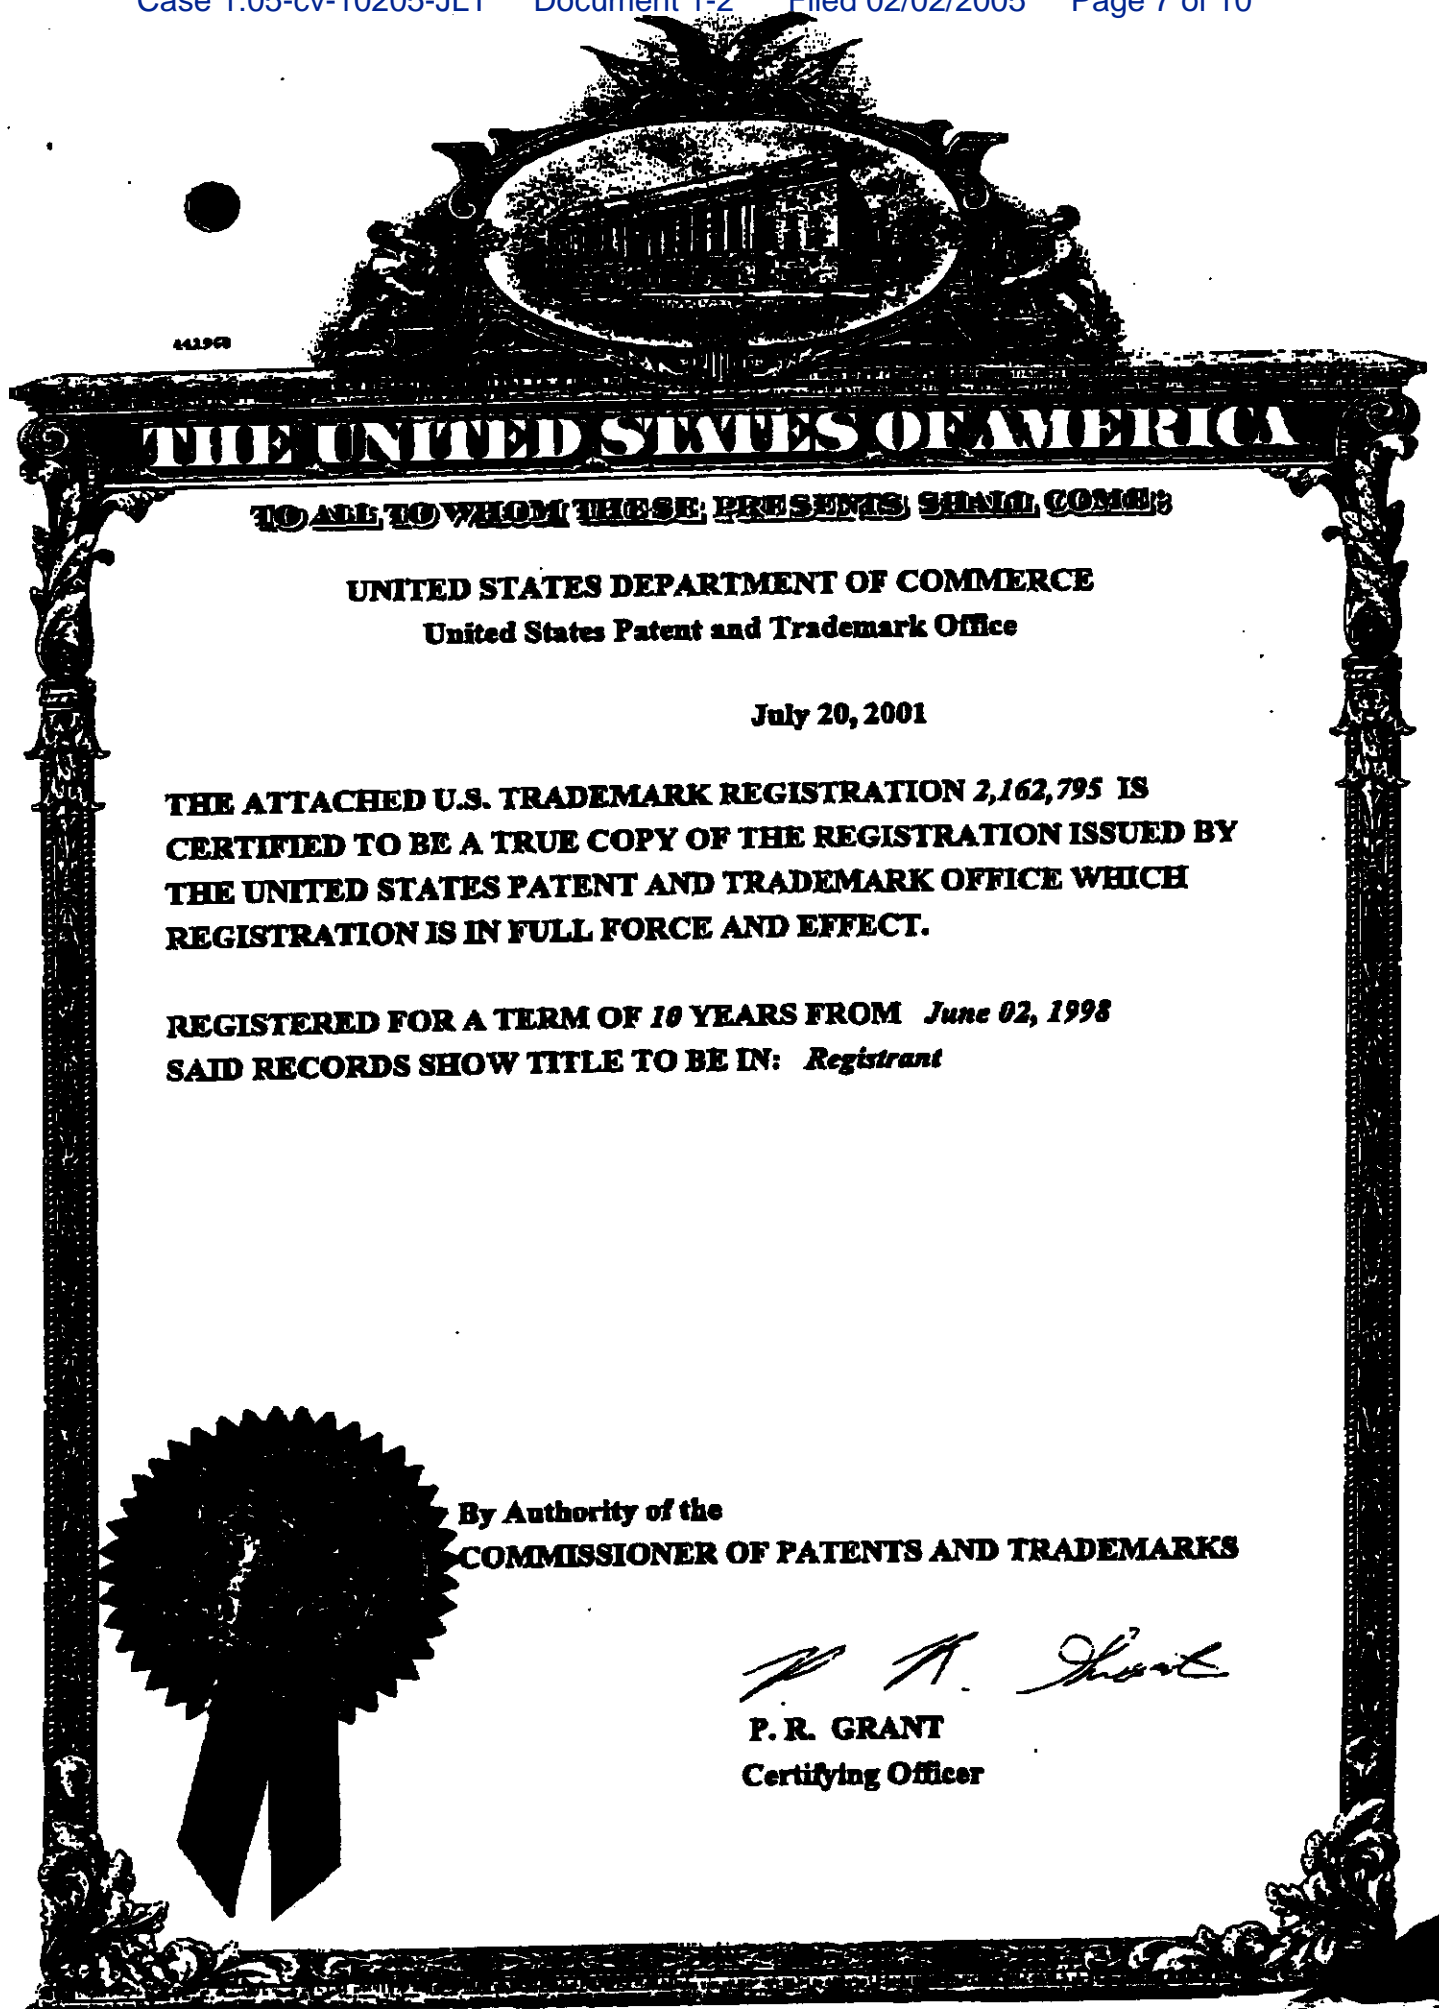 Case 1:05-cv-10205-JLT Document 1-2 Filed 02/02/2005 Page 7 of 10
THE UNITED STATES OF AMERICA
TO ALL TO WHOM THESE PRESENTS SHALL COME:
UNITED STATES DEPARTMENT OF COMMERCE
United States Patent and Trademark Office
July 20, 2001
THE ATTACHED U.S. TRADEMARK REGISTRATION 2,162,795 IS
CERTIFIED TO BE A TRUE COPY OF THE REGISTRATION ISSUED BY
THE UNITED STATES PATENT AND TRADEMARK OFFICE WHICH
REGISTRATION IS IN FULL FORCE AND EFFECT.
REGISTERED FOR A TERM OF 10 YEARS FROM June 02, 1998
SAID RECORDS SHOW TITLE TO BE IN: Registrant
By Authority of the
COMMISSIONER OF PATENTS AND TRADEMARKS
P. R. Grant
P. R. GRANT
Certifying Officer